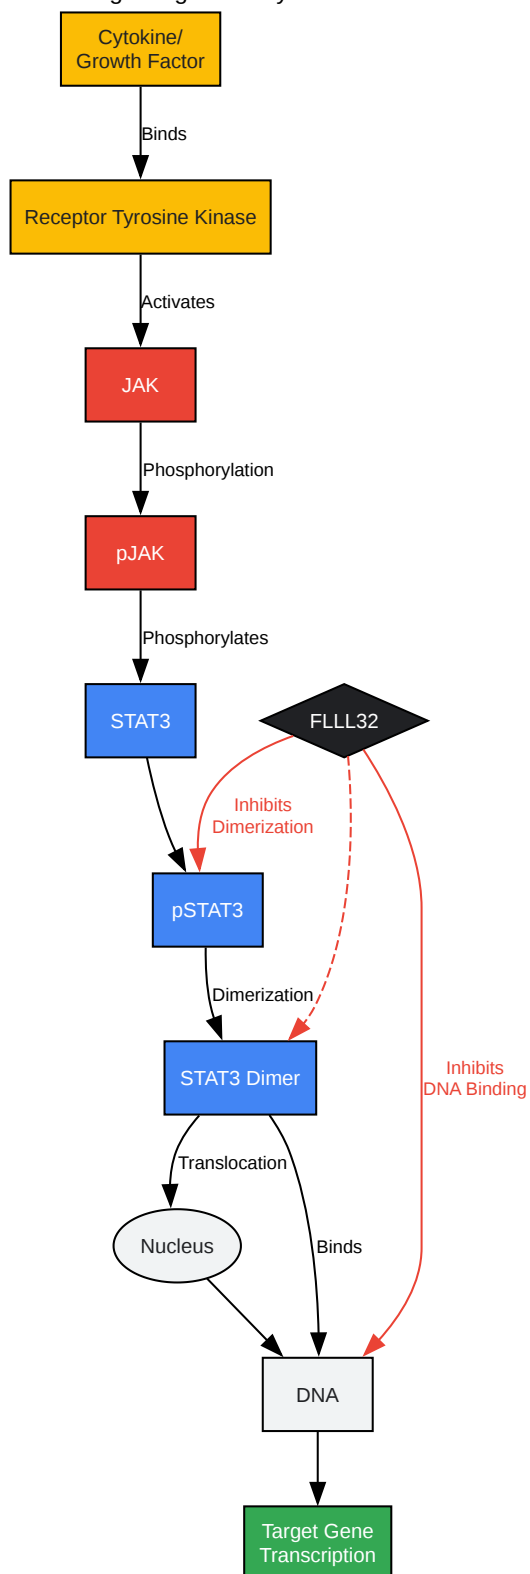 Cytokine/
Growth Factor
Binds
Receptor Tyrosine Kinase
Activates
JAK
Phosphorylation
pJAK
Phosphorylates
STAT3
FLLL32
Inhibits
Dimerization
pSTAT3
Dimerization
STAT3 Dimer
Inhibits
DNA Binding
Translocation
Nucleus
Binds
DNA
Target Gene
Transcription